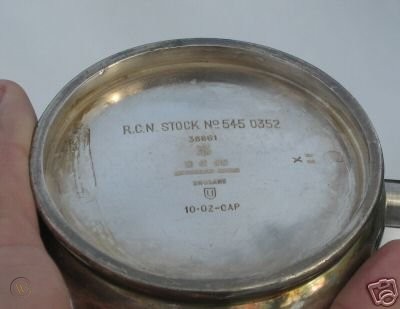 R.C.N. STOCK No 545 0352
38661
ENGLAND
U
10-OZ-CAP